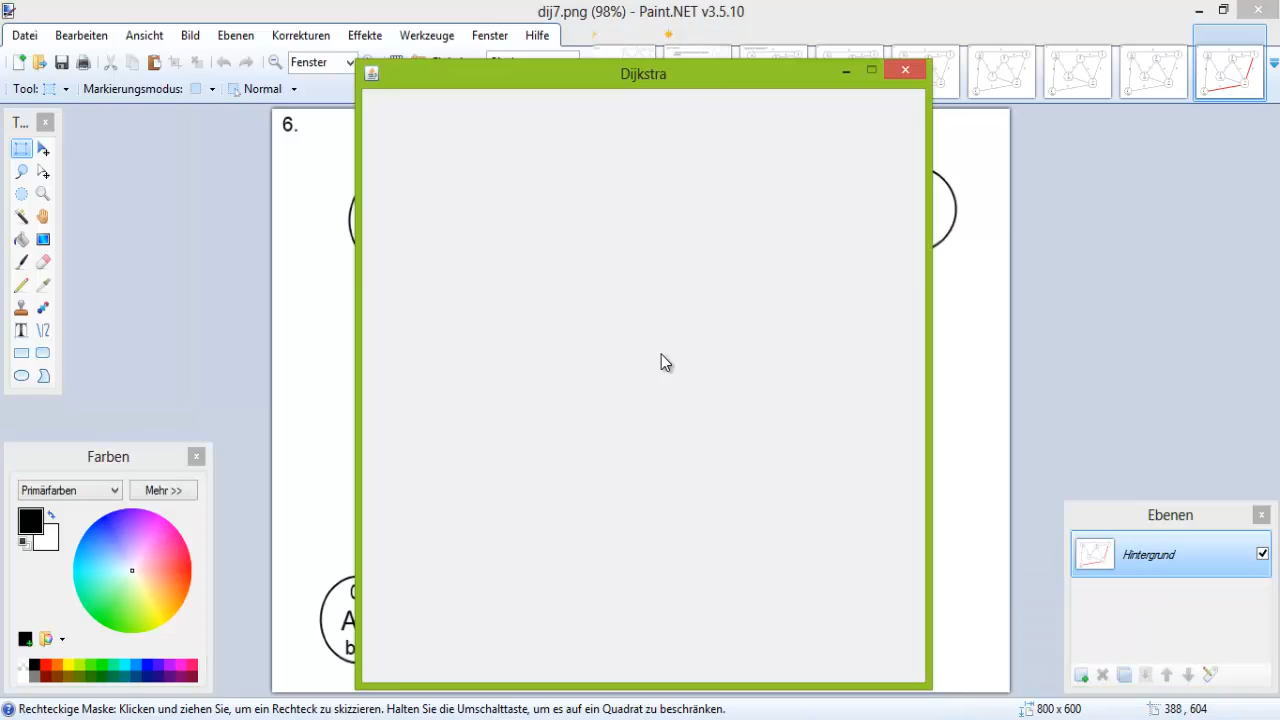 dij7.png (98%) - Paint.NET v3.5.10
Datei Bearbeiten Ansicht Bild Ebenen Korrekturen Effekte Werkzeuge Fenster Hilfe
Fenster
Tool: Markierungsmodus: Normal
Dijkstra
T...
6.
A
b
Farben
Primärfarben
Mehr >>
Ebenen
Hintergrund
Rechteckige Maske: Klicken und ziehen Sie, um ein Rechteck zu skizzieren. Halten Sie die Umschalttaste, um es auf ein Quadrat zu beschränken.
800 x 600
388 , 604